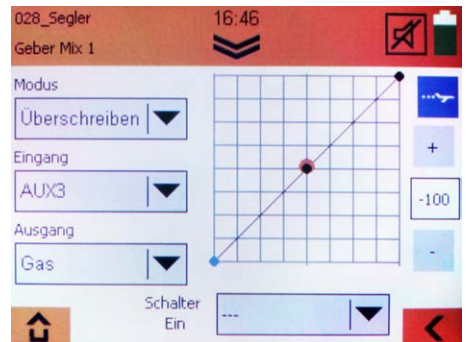 028_Segler
16:46
Geber Mix 1
Modus
Überschreiben
Eingang
AUX3
+
-100
Ausgang
-
Gas
Schalter
Ein
---